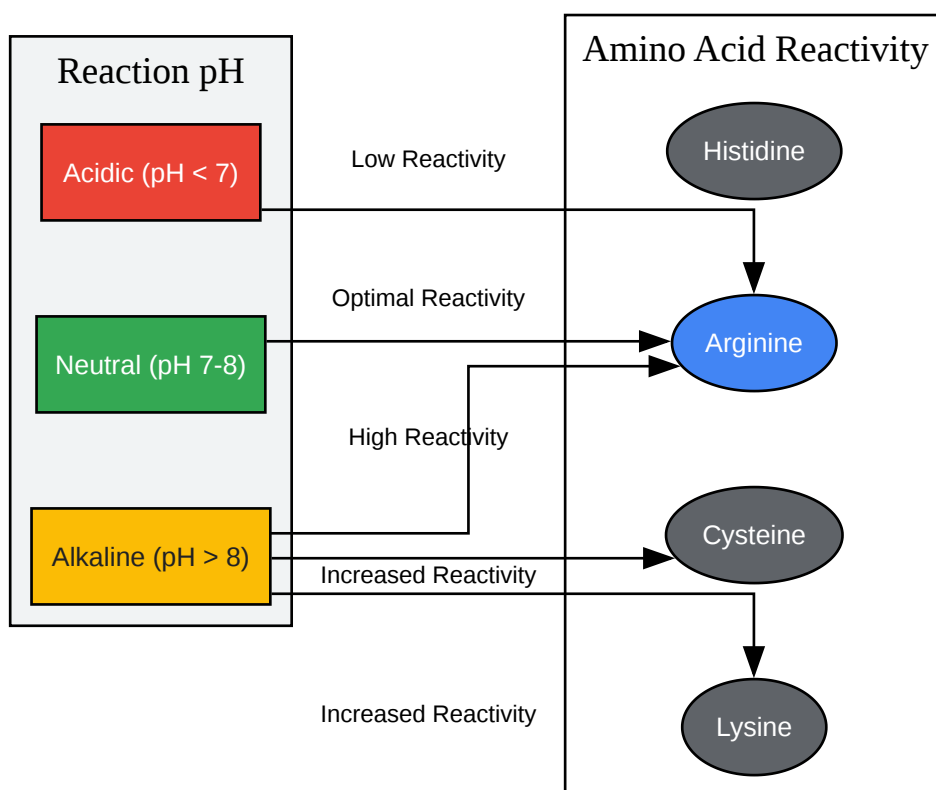 Reaction pH
Amino Acid Reactivity
Acidic (pH < 7)
Low Reactivity
Histidine
Optimal Reactivity
Neutral (pH 7-8)
Arginine
High Reactivity
Alkaline (pH > 8)
Increased Reactivity
Cysteine
Increased Reactivity
Lysine